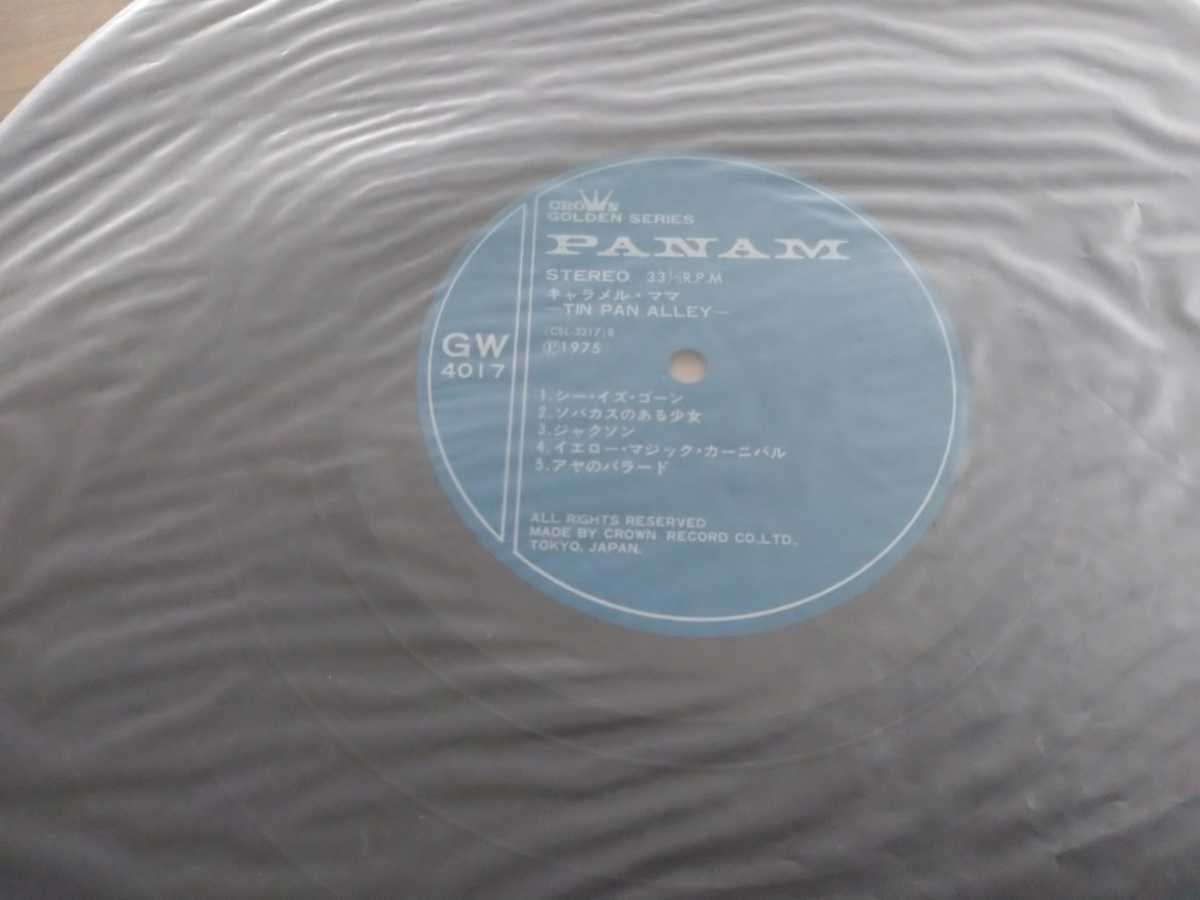 CROWN
GOLDEN SERIES
PANAM
STEREO 33⅓R.P.M
キャラメル・ママ
—TIN PAN ALLEY—
(CSL-3217)B
Ⓟ1975
GW
4017
1.シー・イズ・ゴーン
2.ソバカスのある少女
3.ジャクソン
4.イエロー・マジック・カーニバル
5.アヤのバラード
ALL RIGHTS RESERVED
MADE BY CROWN RECORD CO.,LTD.
TOKYO, JAPAN.